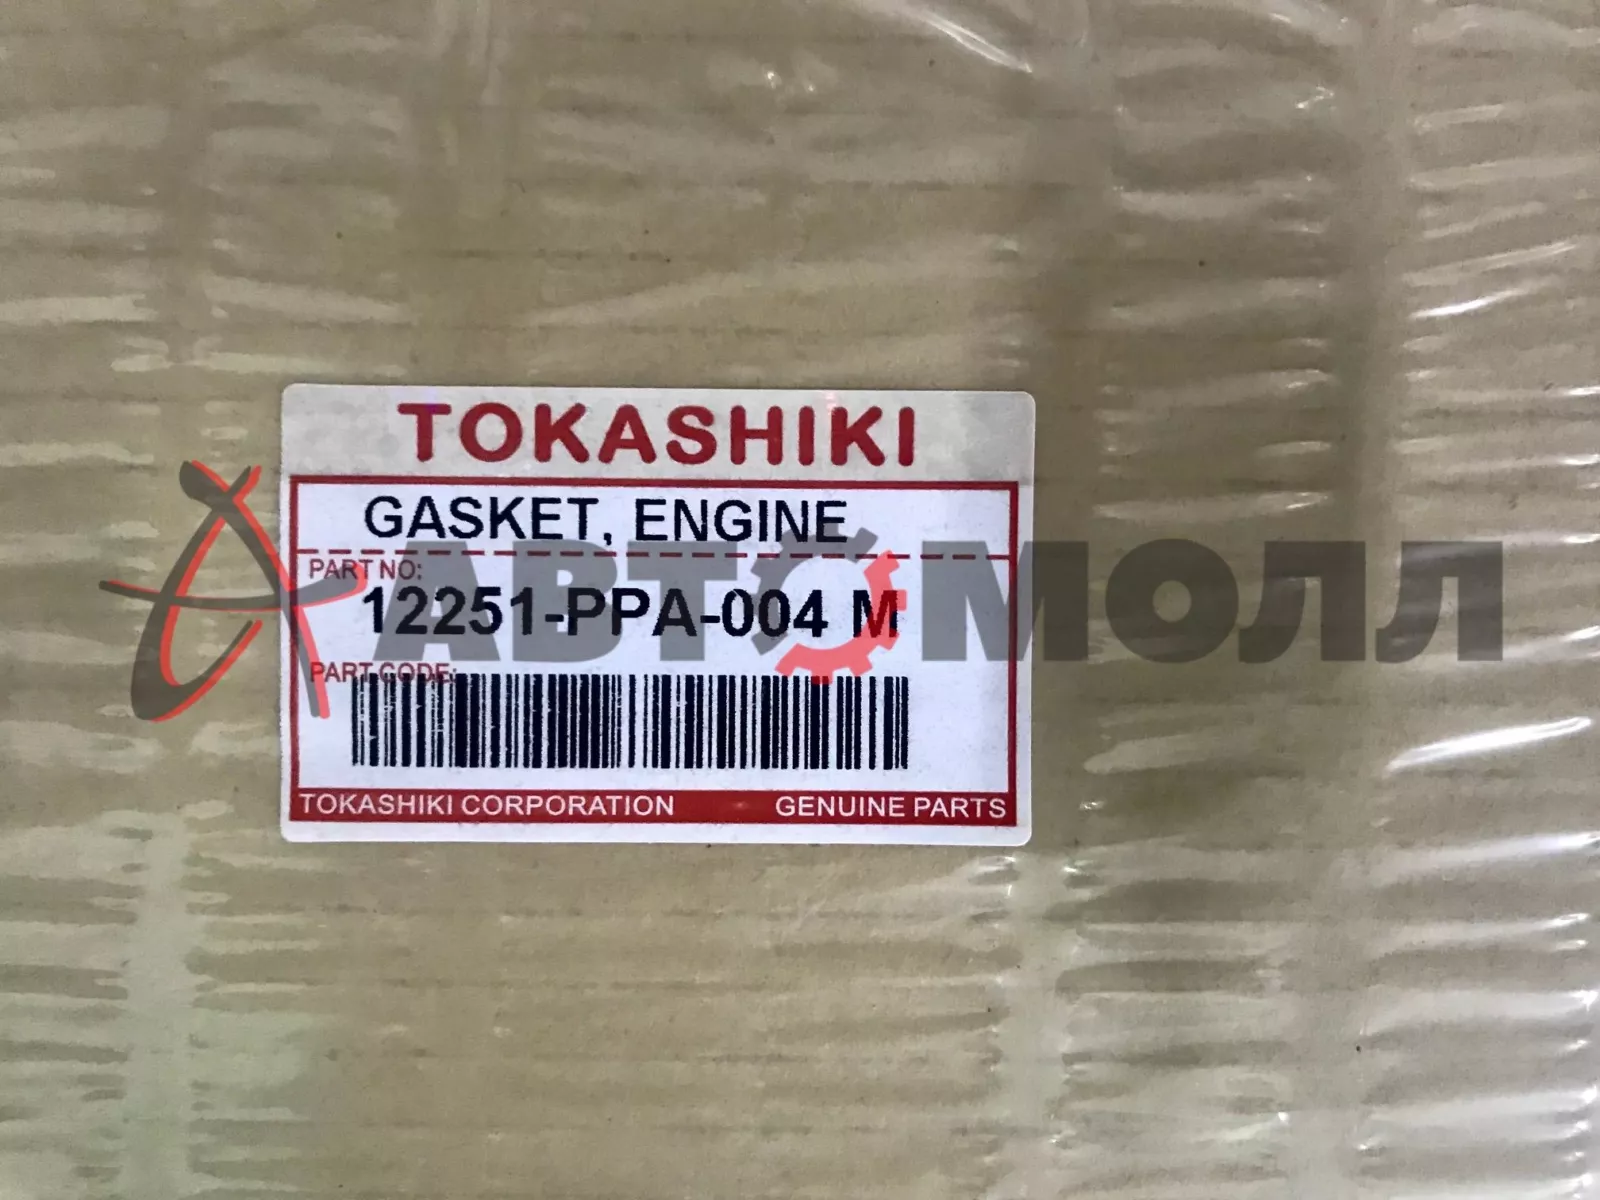 TOKASHIKI
GASKET, ENGINE
PART NO:
12251-PPA-004 M
PART CODE:
TOKASHIKI CORPORATION GENUINE PARTS
АВТОМОЛЛ